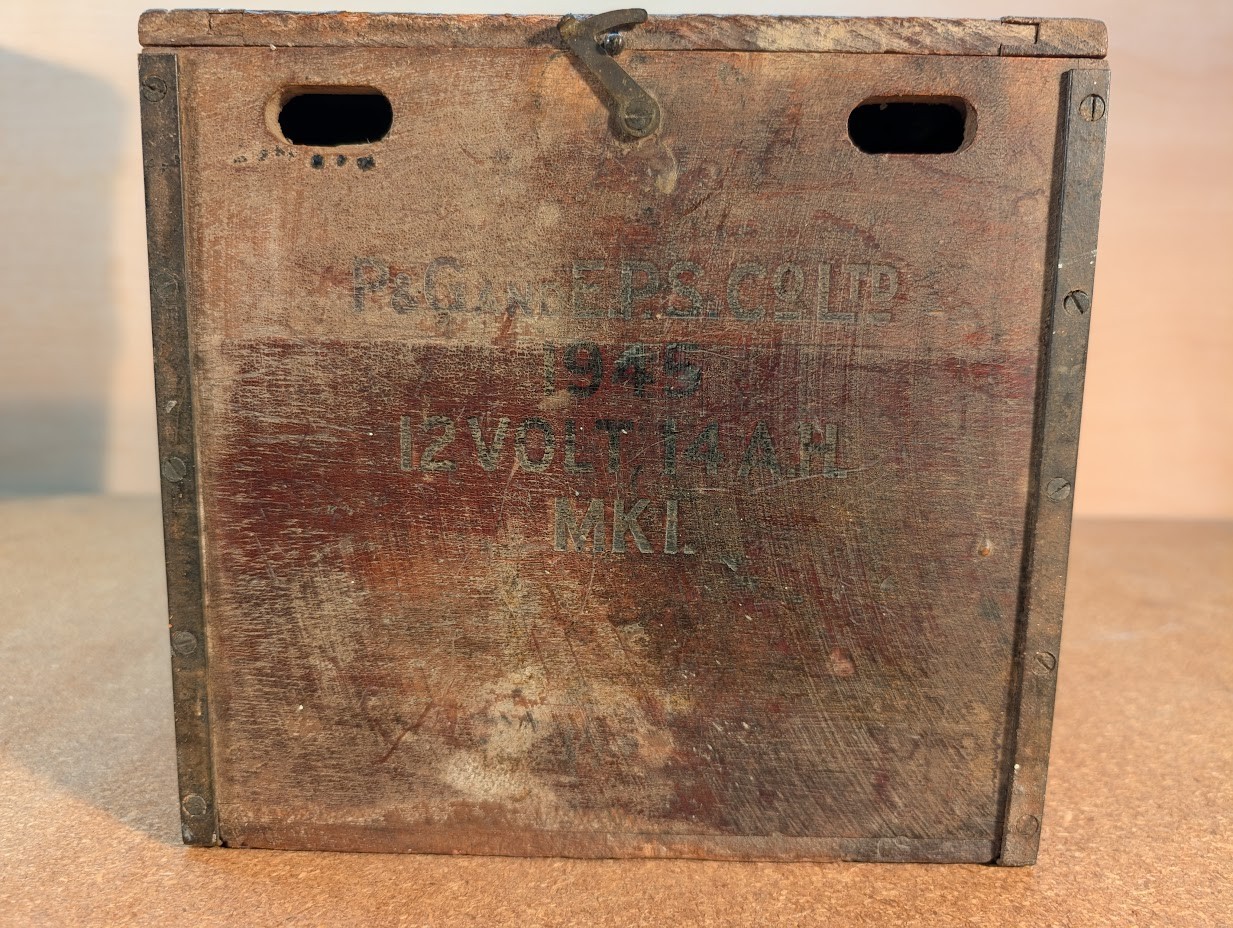 P&G AND E.P.S. Co LTD
1945
12 VOLT, 14 A.H.
MK I.